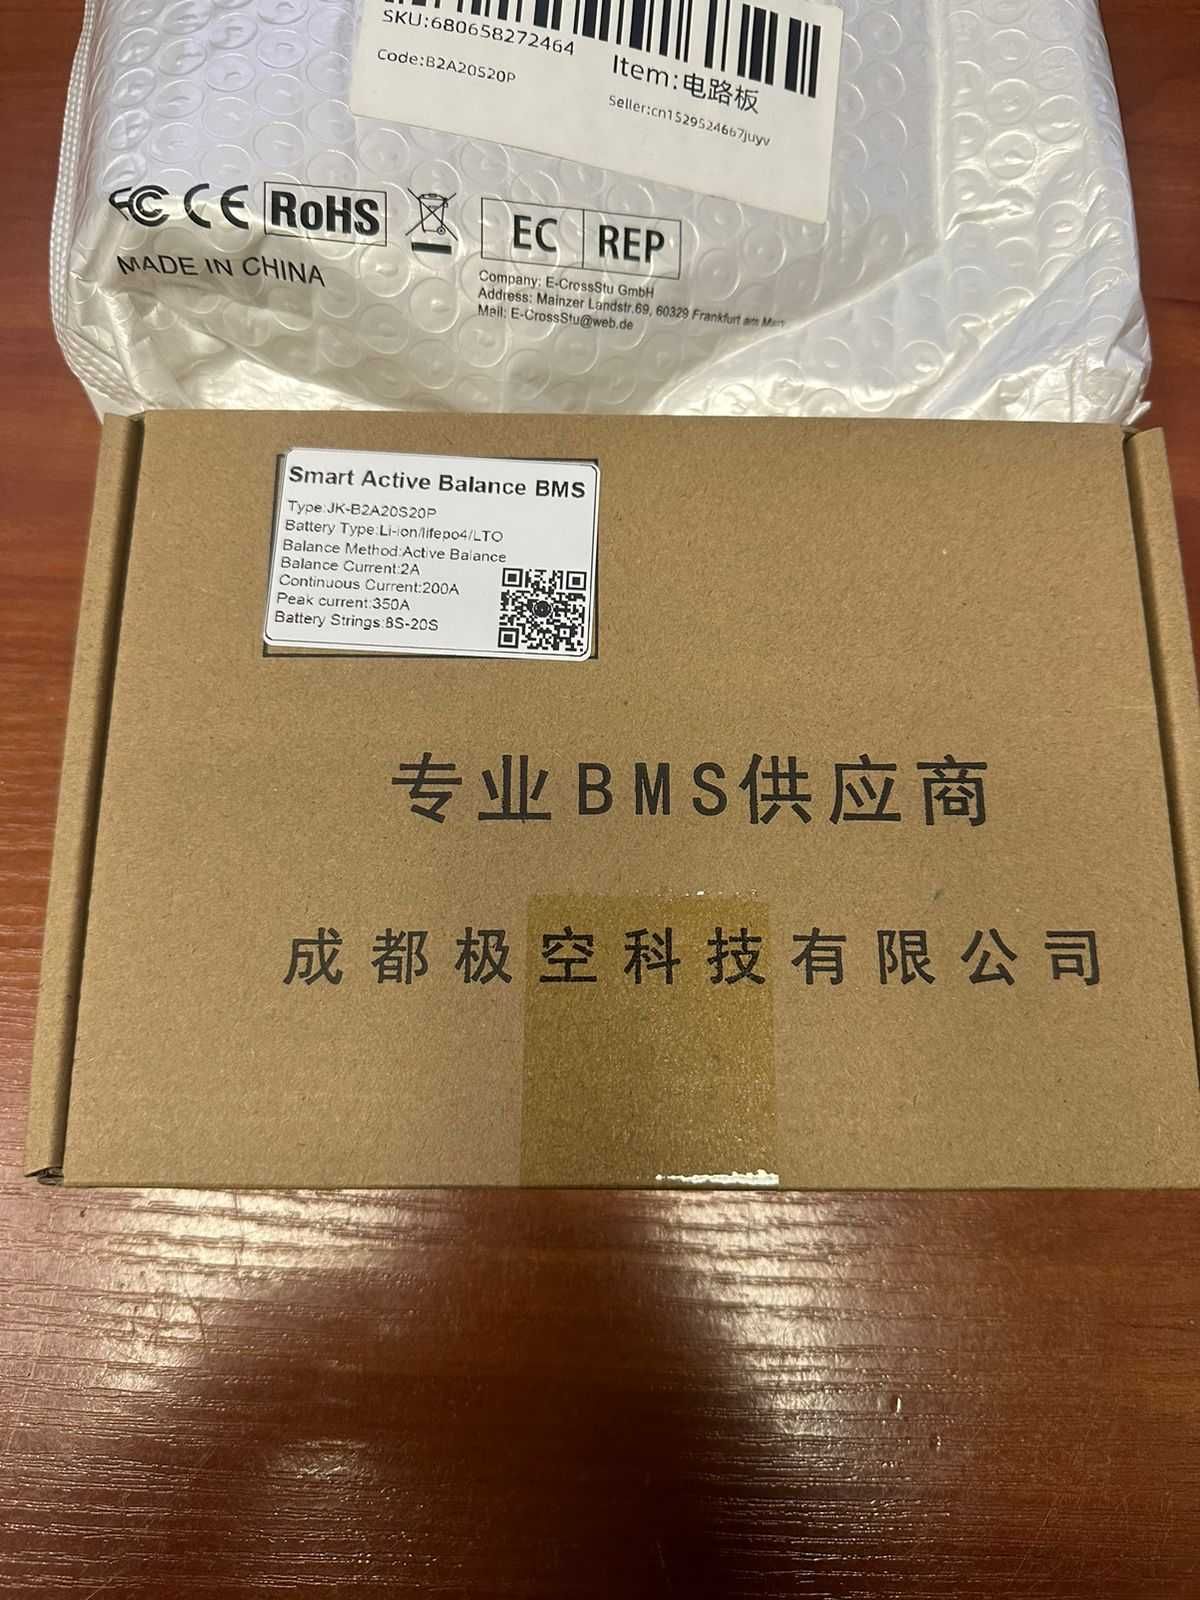 SKU:680658272464
Code:B2A20S20P
Item:电路板
Seller:cn1529524667juyv
FC CE RoHS
EC REP
MADE IN CHINA
Company: E-CrossStu GmbH
Address: Mainzer Landstr.69, 60329 Frankfurt am Main
Mail: E-CrossStu@web.de
Smart Active Balance BMS
Type:JK-B2A20S20P
Battery Type:Li-ion/lifepo4/LTO
Balance Method:Active Balance
Balance Current:2A
Continuous Current:200A
Peak current:350A
Battery Strings:8S-20S
专业BMS供应商
成都极空科技有限公司